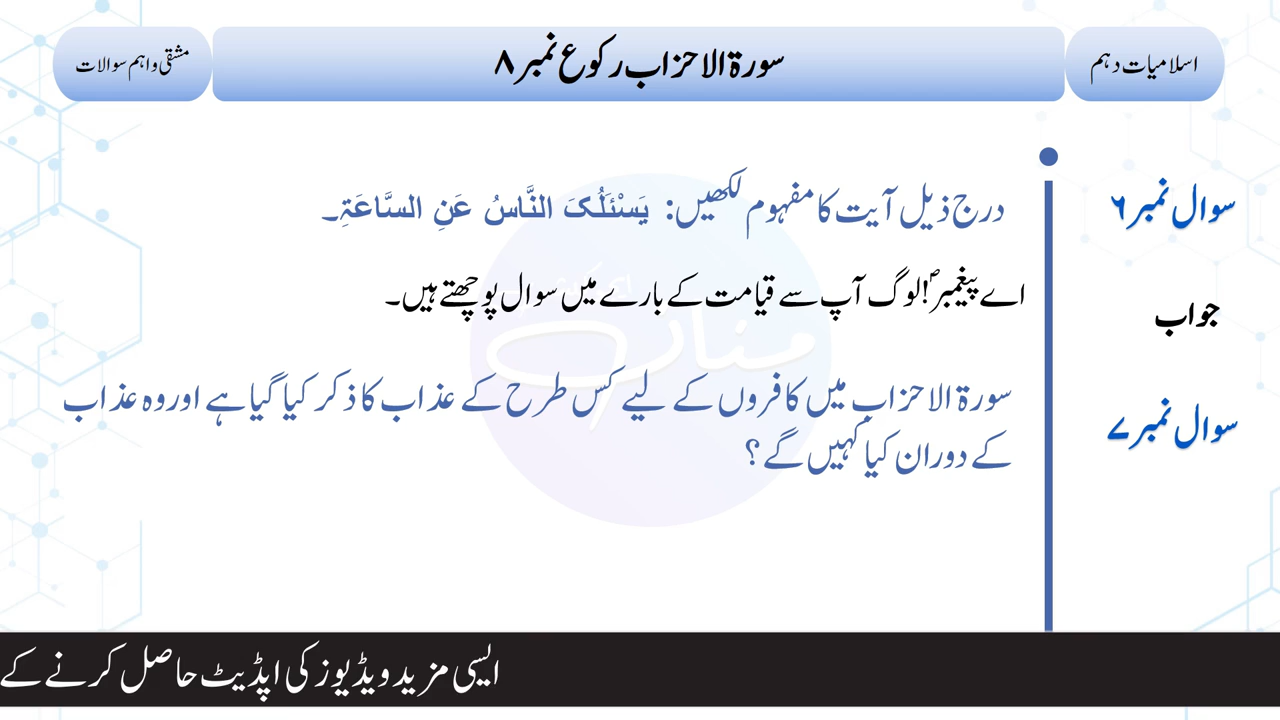 اسلامیات دہم
سورۃ الاحزاب رکوع نمبر ۸
مشقی و اہم سوالات
سوال نمبر ۶
درج ذیل آیت کا مفہوم لکھیں: یَسْئَلُکَ النَّاسُ عَنِ السَّاعَۃِ۔
جواب
اے پیغمبرؐ! لوگ آپ سے قیامت کے بارے میں سوال پوچھتے ہیں۔
سوال نمبر ۷
سورۃ الاحزاب میں کافروں کے لیے کس طرح کے عذاب کا ذکر کیا گیا ہے اور وہ عذاب
کے دوران کیا کہیں گے؟
ایسی مزید ویڈیوز کی اپڈیٹ حاصل کرنے کے